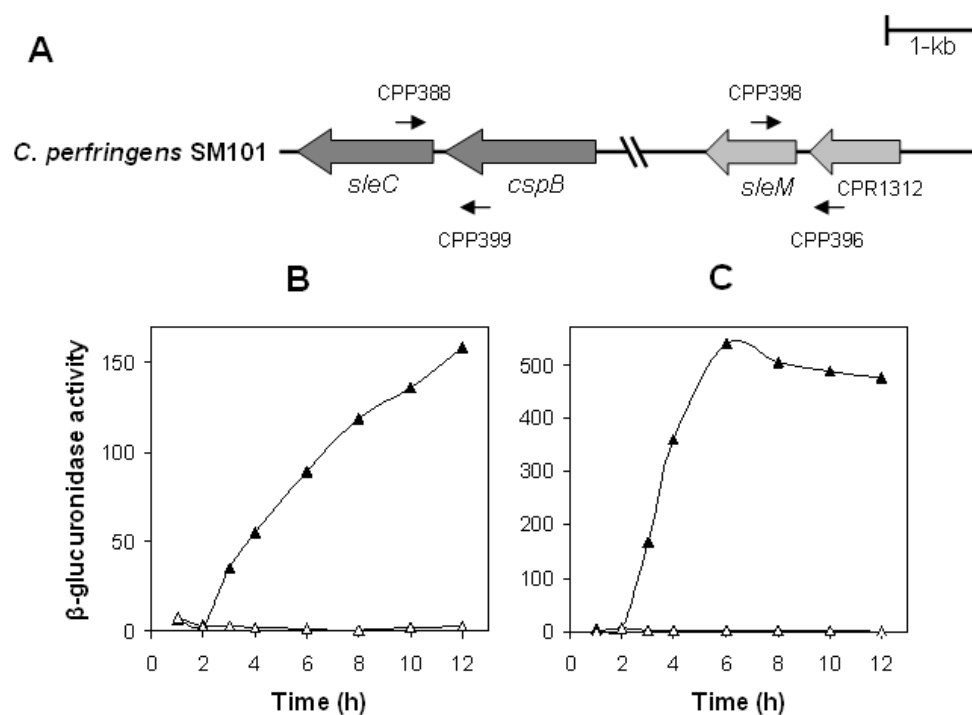 A
1-kb
CPP388
CPP398
C. perfringens SM101
sleC
cspB
sleM
CPR1312
CPP399
CPP396
B
C
β-glucuronidase activity
150
100
50
0
0 2 4 6 8 10 12
Time (h)
500
400
300
200
100
0
0 2 4 6 8 10 12
Time (h)